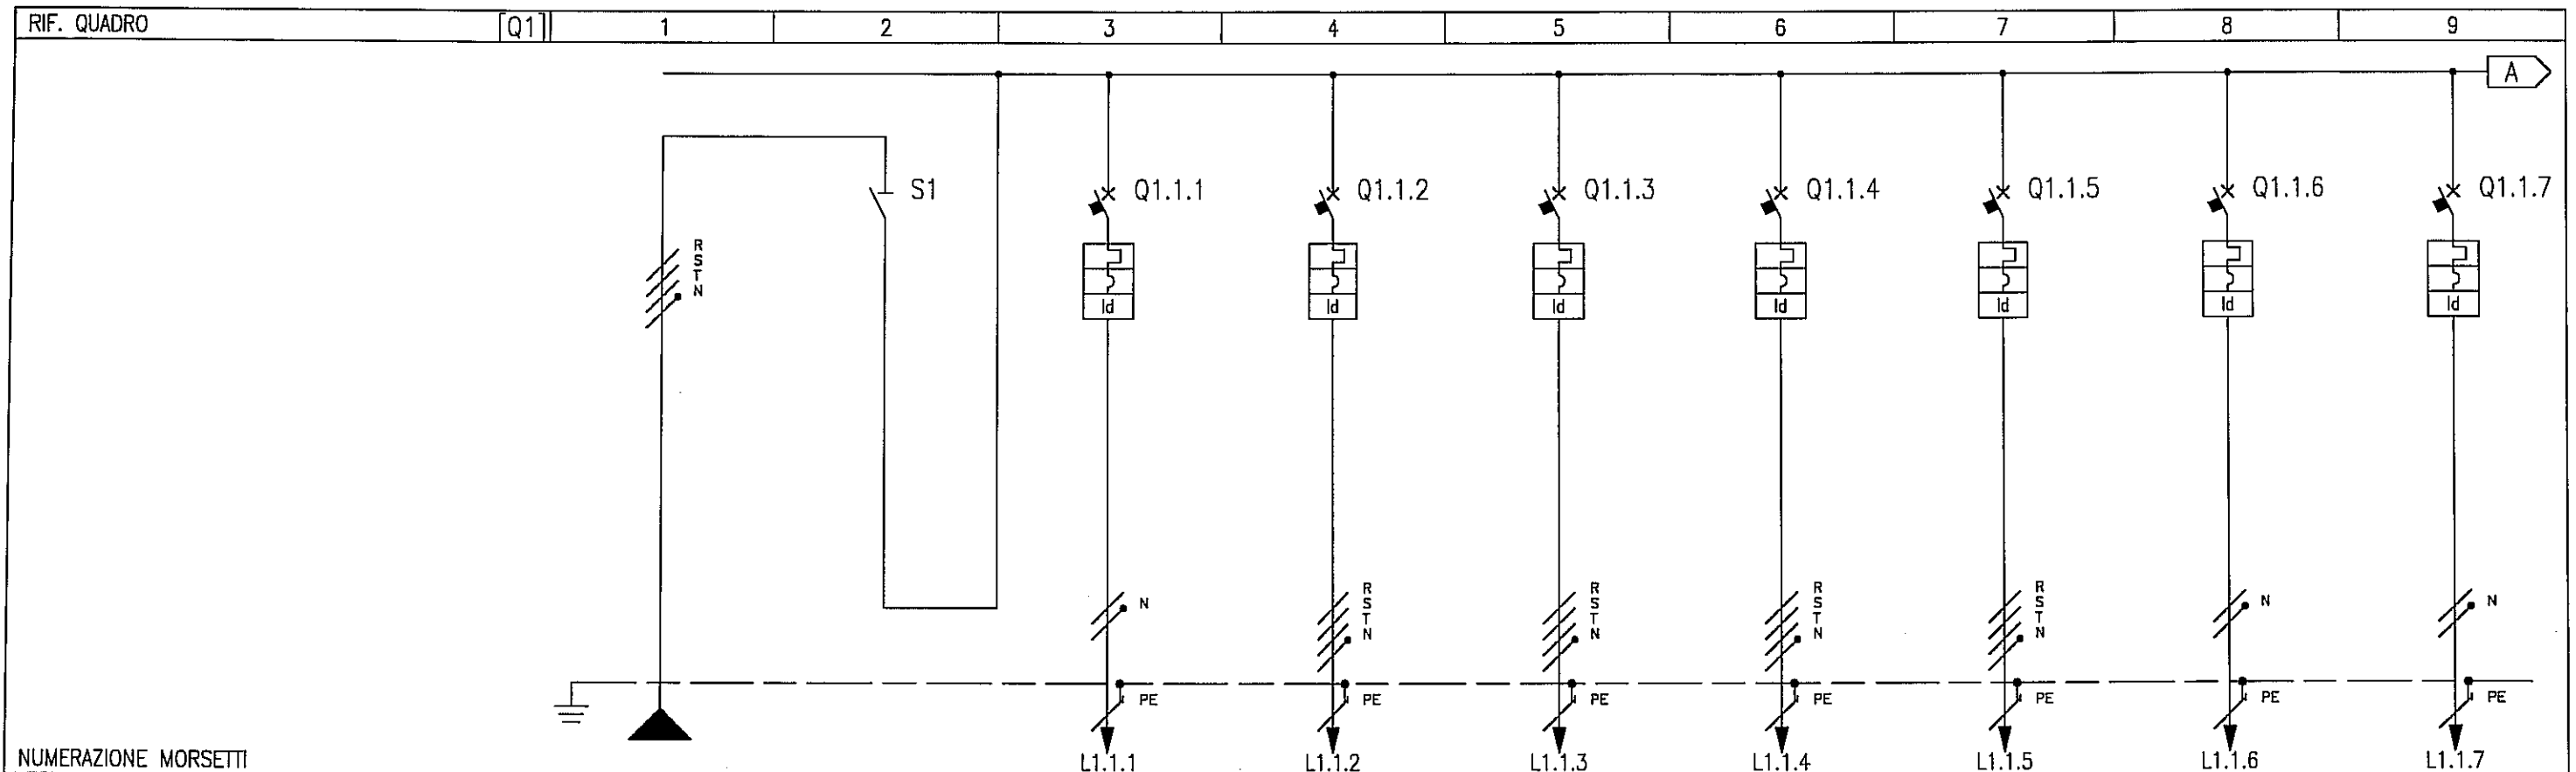 RIF. QUADRO [Q1] 1 2 3 4 5 6 7 8 9
A
S1 Q1.1.1 Q1.1.2 Q1.1.3 Q1.1.4 Q1.1.5 Q1.1.6 Q1.1.7
R
S
T
N
Id Id Id Id Id Id Id
N
R
S
T
N
R
S
T
N
R
S
T
N
R
S
T
N
N
N
PE PE PE PE PE PE PE
NUMERAZIONE MORSETTI L1.1.1 L1.1.2 L1.1.3 L1.1.4 L1.1.5 L1.1.6 L1.1.7